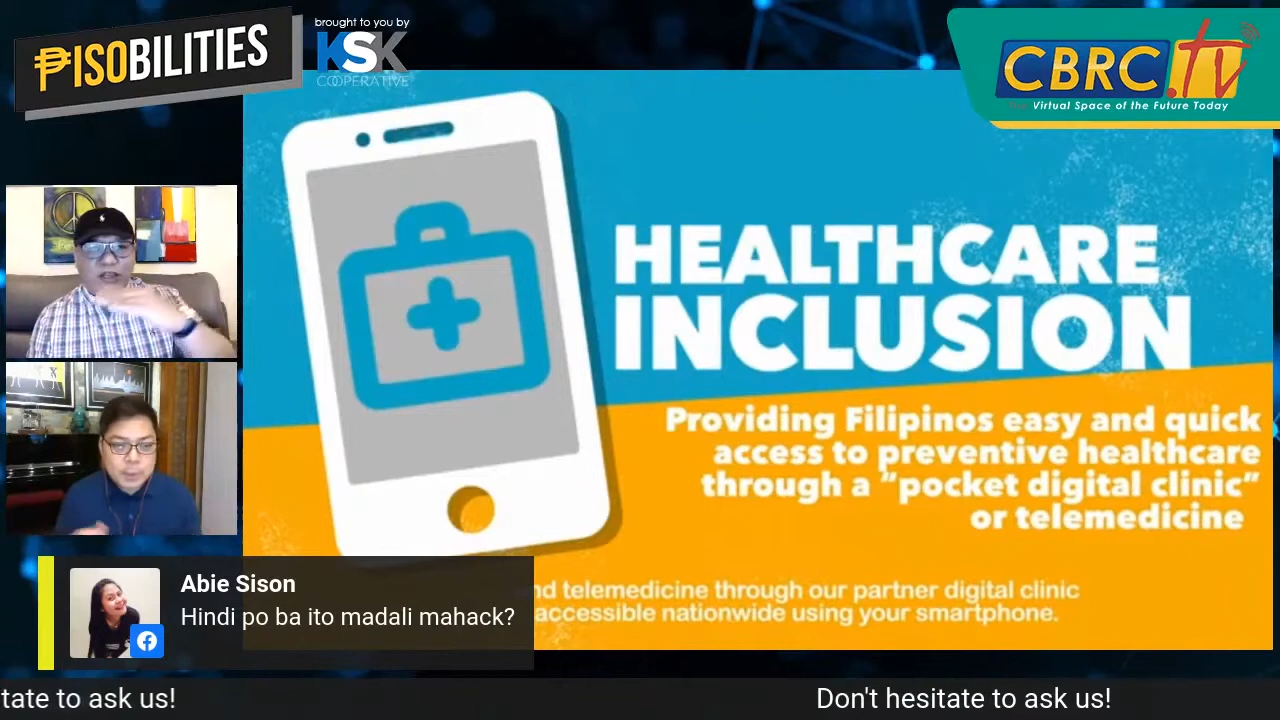 ₱ISOBILITIES
brought to you by
KSK
COOPERATIVE
CBRC.tv
The Virtual Space of the Future Today
HEALTHCARE
INCLUSION
Providing Filipinos easy and quick
access to preventive healthcare
through a "pocket digital clinic"
or telemedicine
telemedicine through our partner digital clinic
accessible nationwide using your smartphone.
Abie Sison
Hindi po ba ito madali mahack?
tate to ask us! Don't hesitate to ask us!